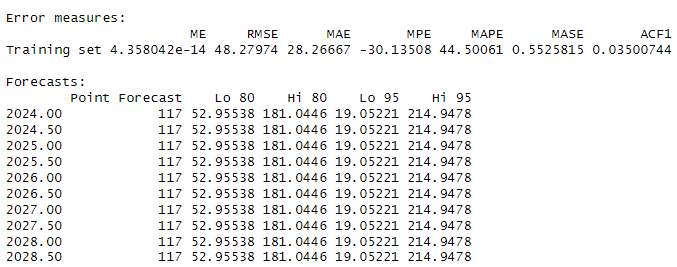 Error measures:
                       ME     RMSE      MAE       MPE     MAPE      MASE       ACF1
Training set 4.358042e-14 48.27974 28.26667 -30.13508 44.50061 0.5525815 0.03500744
Forecasts:
        Point Forecast    Lo 80    Hi 80    Lo 95    Hi 95
2024.00            117 52.95538 181.0446 19.05221 214.9478
2024.50            117 52.95538 181.0446 19.05221 214.9478
2025.00            117 52.95538 181.0446 19.05221 214.9478
2025.50            117 52.95538 181.0446 19.05221 214.9478
2026.00            117 52.95538 181.0446 19.05221 214.9478
2026.50            117 52.95538 181.0446 19.05221 214.9478
2027.00            117 52.95538 181.0446 19.05221 214.9478
2027.50            117 52.95538 181.0446 19.05221 214.9478
2028.00            117 52.95538 181.0446 19.05221 214.9478
2028.50            117 52.95538 181.0446 19.05221 214.9478